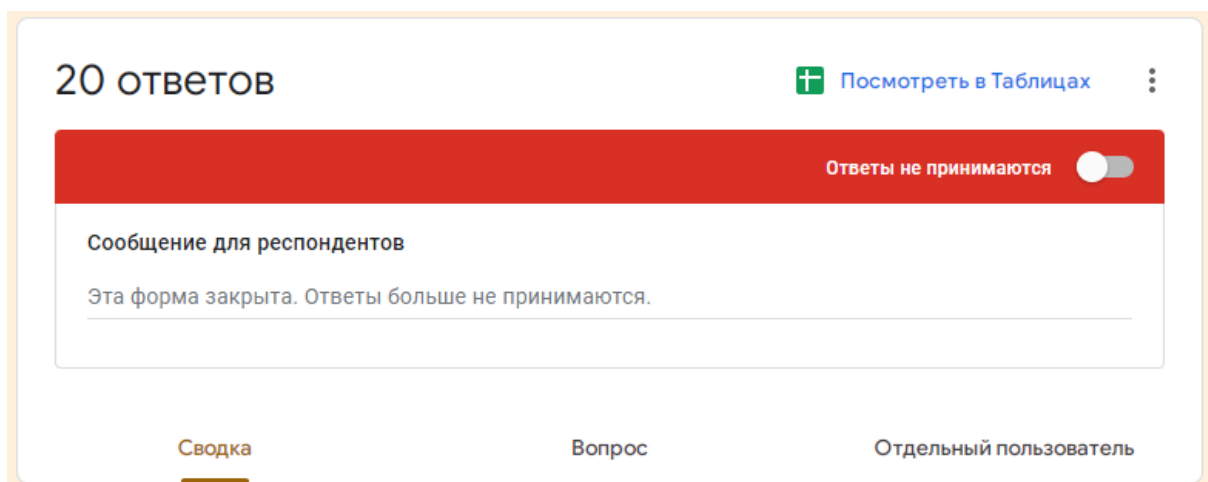 20 ответов
Посмотреть в Таблицах
Ответы не принимаются
Сообщение для респондентов
Эта форма закрыта. Ответы больше не принимаются.
Сводка
Вопрос
Отдельный пользователь